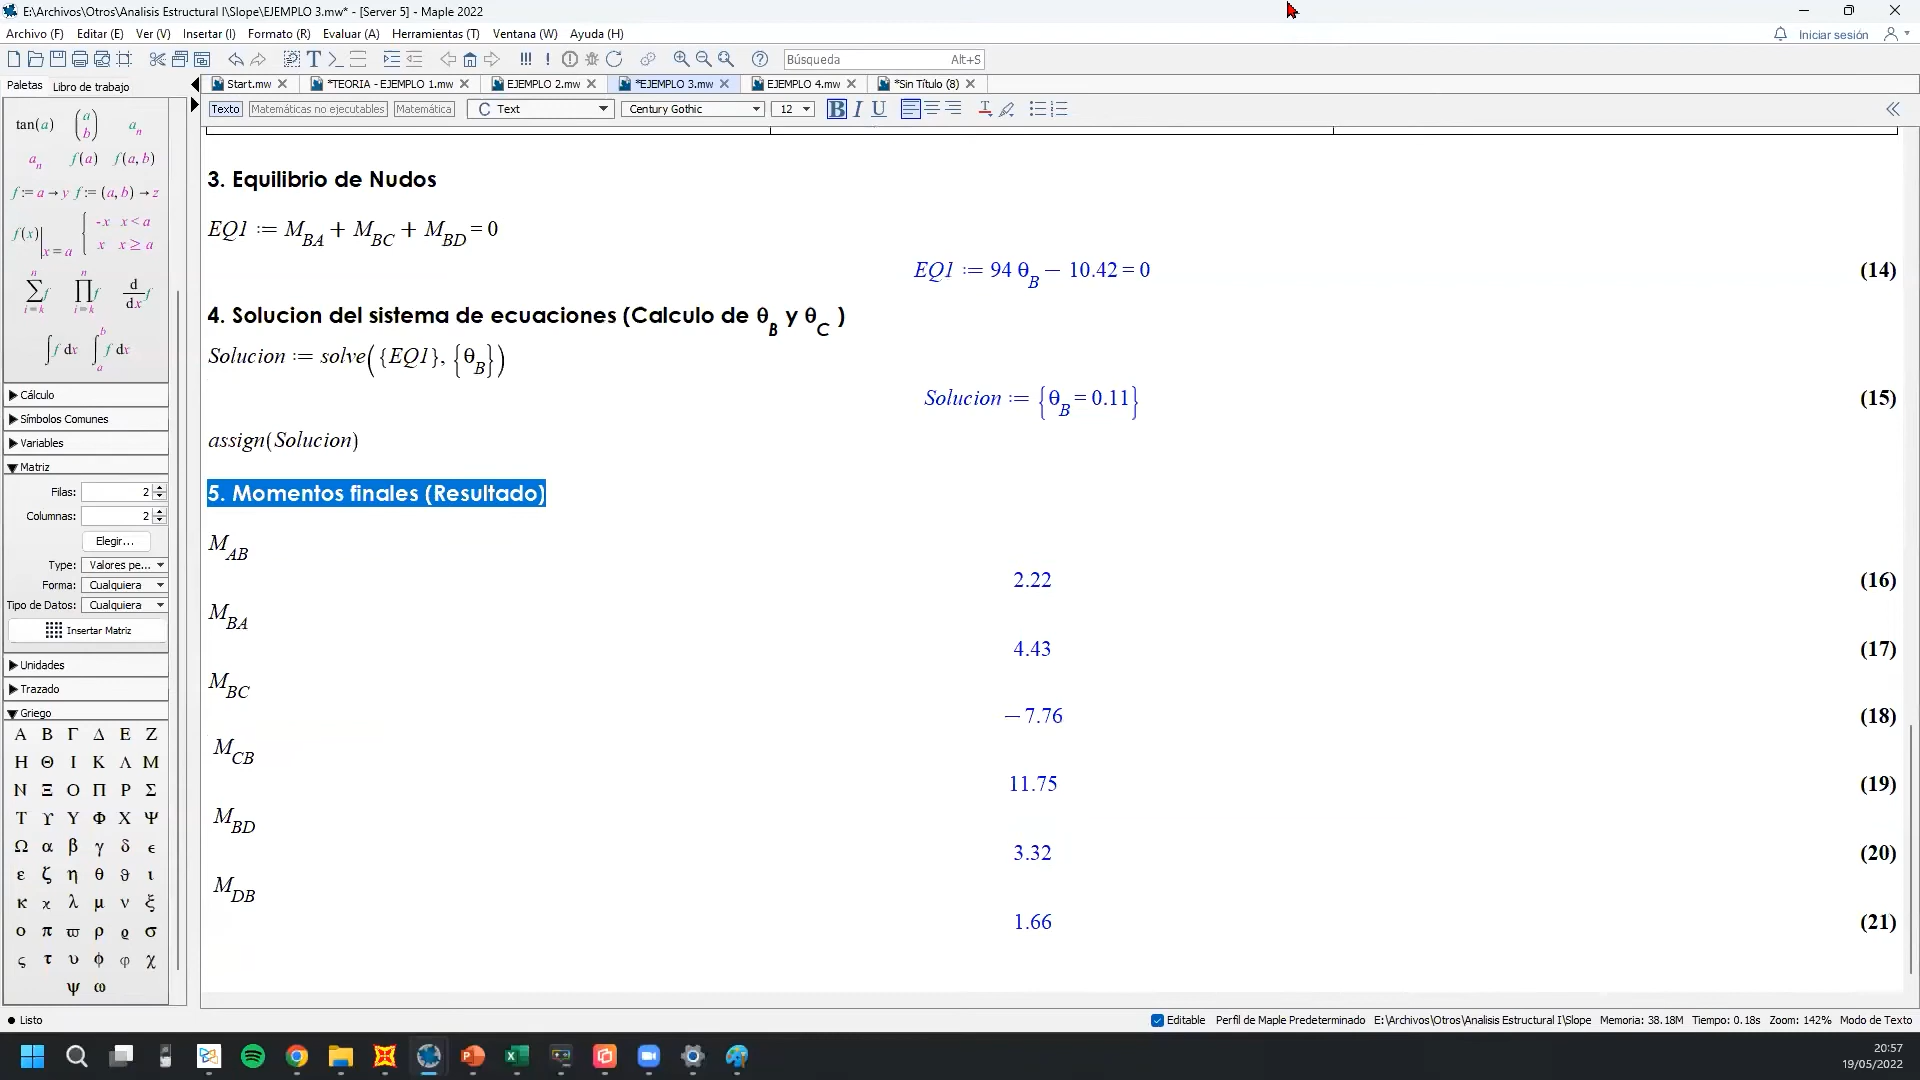 E:\Archivos\Otros\Analisis Estructural I\Slope\EJEMPLO 3.mw* - [Server 5] - Maple 2022
Archivo (F) Editar (E) Ver (V) Insertar (I) Formato (R) Evaluar (A) Herramientas (T) Ventana (W) Ayuda (H)
Iniciar sesión
Búsqueda Alt+S
Paletas Libro de trabajo
Start.mw *TEORIA - EJEMPLO 1.mw EJEMPLO 2.mw *EJEMPLO 3.mw EJEMPLO 4.mw *Sin Título (8)
Texto Matemáticas no ejecutables Matemática C Text Century Gothic 12 B I U
tan(a) (a b) a_n
a_n f(a) f(a, b)
f := a → y f := (a, b) → z
f(x)| x = a { -x x < a
x x ≥ a
n ∑ i = k f n ∏ i = k f d/dx f
∫ f dx ∫ a b f dx
Cálculo
Símbolos Comunes
Variables
Matriz
Filas: 2
Columnas: 2
Elegir...
Type: Valores pe...
Forma: Cualquiera
Tipo de Datos: Cualquiera
Insertar Matriz
Unidades
Trazado
Griego
Α Β Γ Δ Ε Ζ
Η Θ Ι Κ Λ Μ
Ν Ξ Ο Π Ρ Σ
Τ ϒ Υ Φ Χ Ψ
Ω α β γ δ ϵ
ε ζ η θ ϑ ι
κ χ λ μ ν ξ
ο π ϖ ρ ϱ σ
ς τ υ ϕ φ χ
ψ ω
3. Equilibrio de Nudos
EQ1 := M_BA + M_BC + M_BD = 0
EQ1 := 94 θ_B − 10.42 = 0 (14)
4. Solucion del sistema de ecuaciones (Calculo de θ_B y θ_C )
Solucion := solve({EQ1}, {θ_B})
Solucion := {θ_B = 0.11} (15)
assign(Solucion)
5. Momentos finales (Resultado)
M_AB
2.22 (16)
M_BA
4.43 (17)
M_BC
−7.76 (18)
M_CB
11.75 (19)
M_BD
3.32 (20)
M_DB
1.66 (21)
Listo
Editable Perfil de Maple Predeterminado E:\Archivos\Otros\Analisis Estructural I\Slope Memoria: 38.18M Tiempo: 0.18s Zoom: 142% Modo de Texto
20:57
19/05/2022